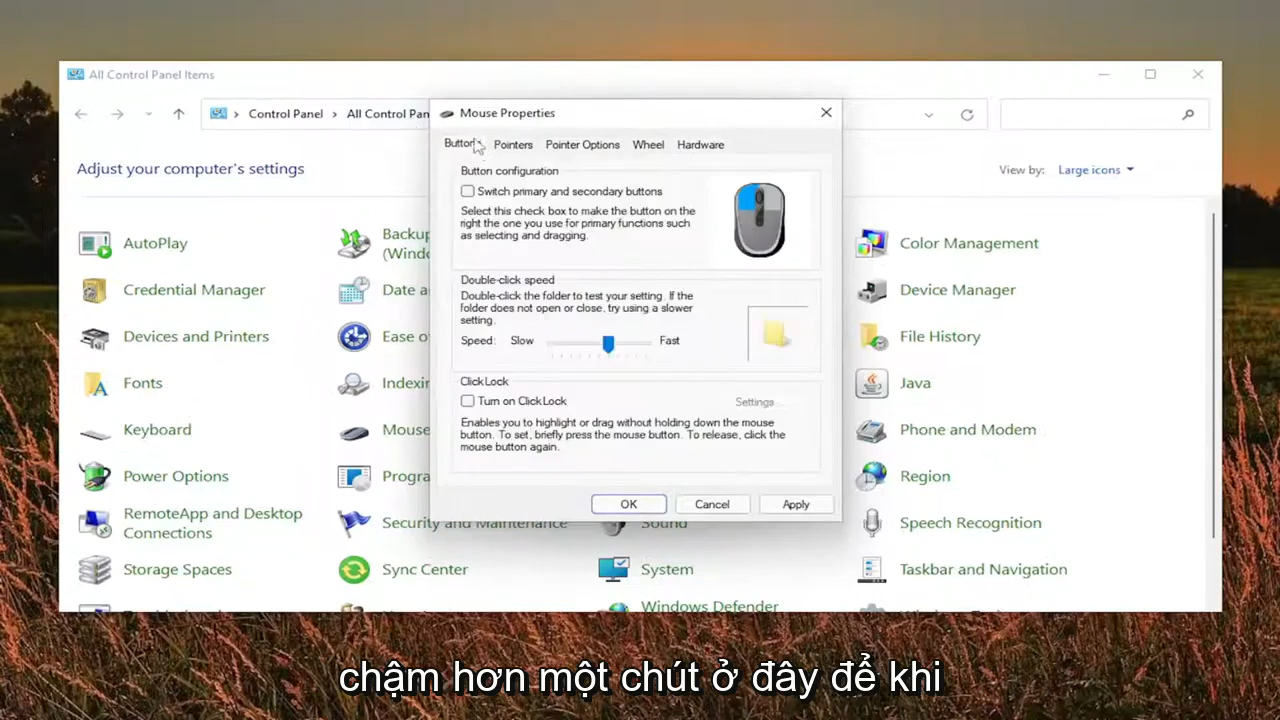 All Control Panel Items
Control Panel
All Control Pan
Mouse Properties
Buttons
Pointers
Pointer Options
Wheel
Hardware
Adjust your computer's settings
View by:
Large icons
Button configuration
Switch primary and secondary buttons
Select this check box to make the button on the
right the one you use for primary functions such
as selecting and dragging.
Double-click speed
Double-click the folder to test your setting. If the
folder does not open or close, try using a slower
setting.
Speed:
Slow
Fast
ClickLock
Turn on ClickLock
Settings...
Enables you to highlight or drag without holding down the mouse
button. To set, briefly press the mouse button. To release, click the
mouse button again.
OK
Cancel
Apply
AutoPlay
Backup
(Windo
Color Management
Credential Manager
Date a
Device Manager
Devices and Printers
Ease o
File History
Fonts
Indexin
Java
Keyboard
Mouse
Phone and Modem
Power Options
Progra
Region
RemoteApp and Desktop
Connections
Security and Maintenance
Sound
Speech Recognition
Storage Spaces
Sync Center
System
Taskbar and Navigation
Windows Defender
chậm hơn một chút ở đây để khi